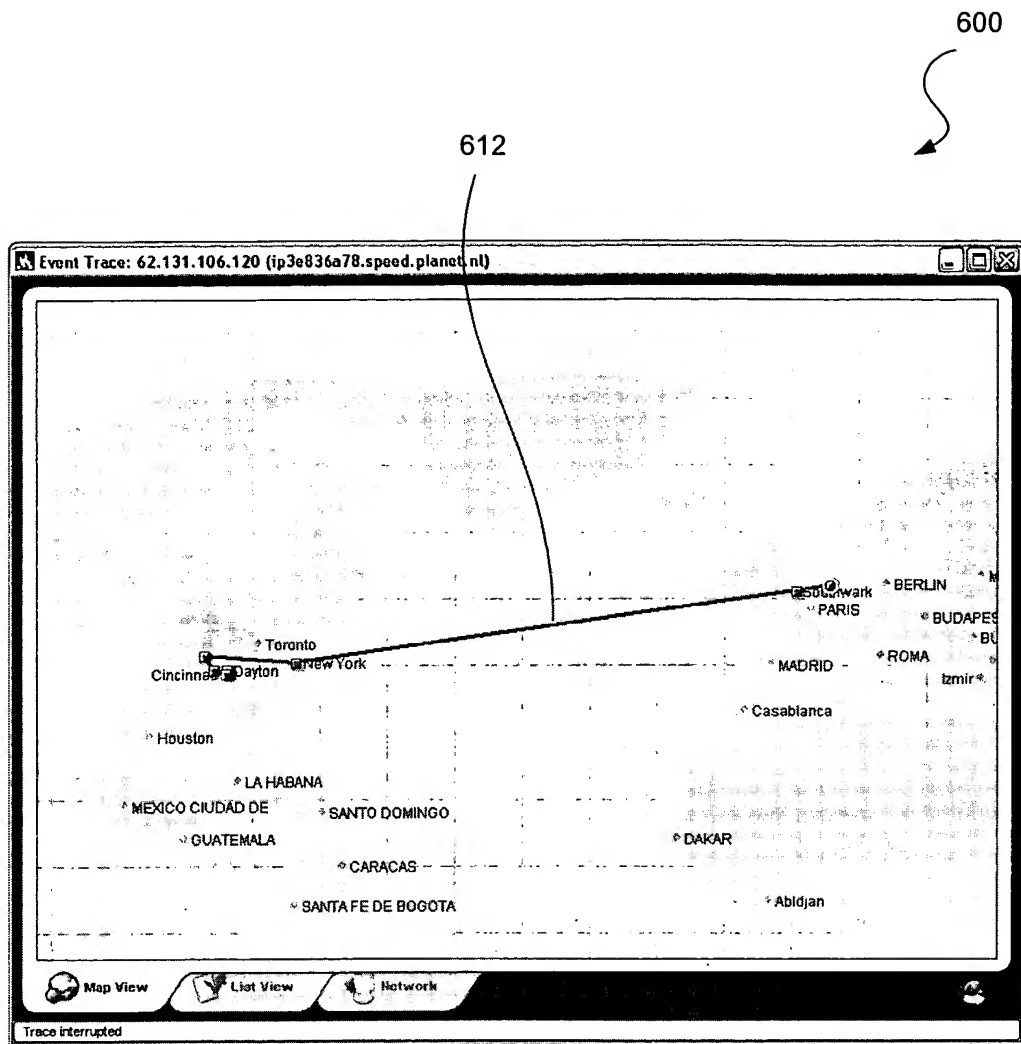 600
612
Event Trace: 62.131.106.120 (ip3e836a78.speed.planet.nl)
Southwark
BERLIN
PARIS
BUDAPES
BU
Toronto
New York
MADRID
ROMA
Cincinna
Dayton
Izmir
Casablanca
Houston
LA HABANA
MEXICO CIUDAD DE
SANTO DOMINGO
GUATEMALA
DAKAR
CARACAS
SANTA FE DE BOGOTA
Abidjan
Map View
List View
Network
Trace interrupted